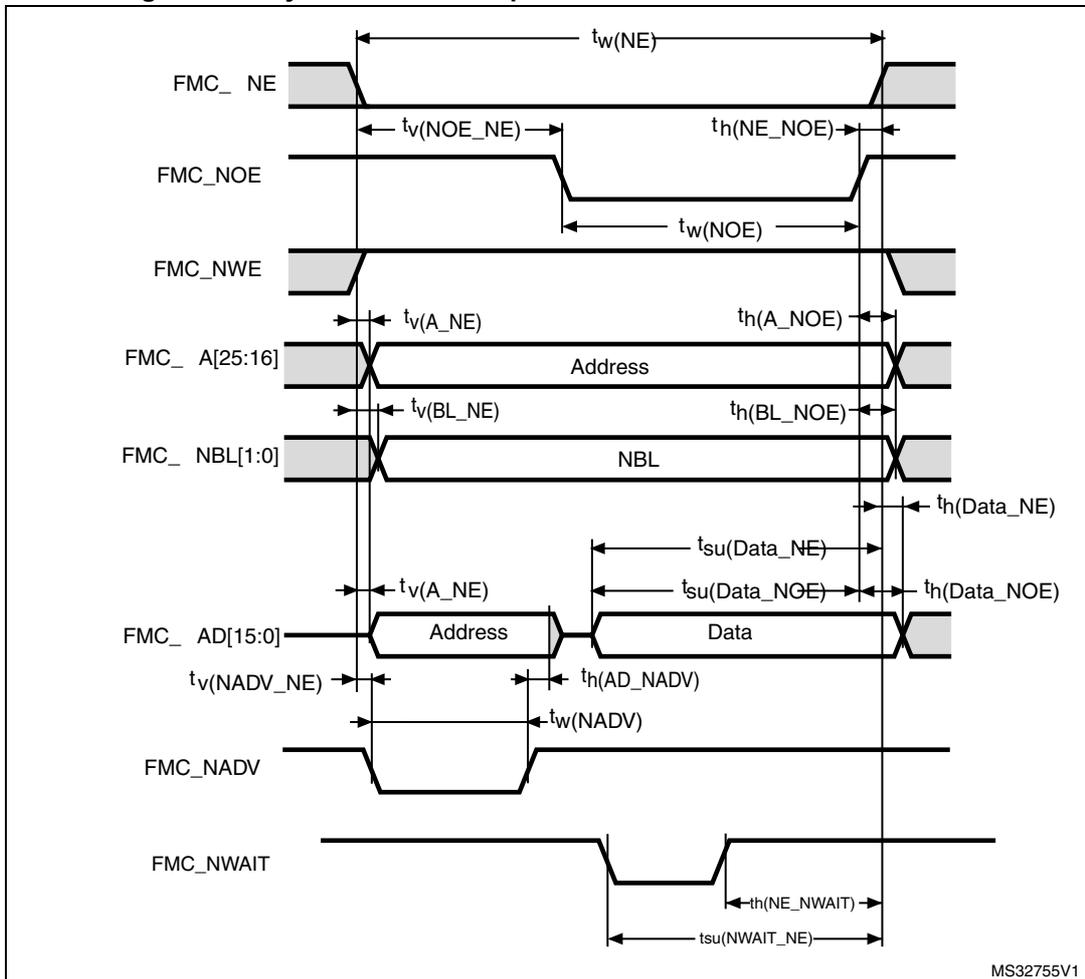 tw(NE)
FMC_ NE
tv(NOE_NE)
th(NE_NOE)
FMC_NOE
tw(NOE)
FMC_NWE
tv(A_NE)
th(A_NOE)
FMC_ A[25:16]
Address
tv(BL_NE)
th(BL_NOE)
FMC_ NBL[1:0]
NBL
th(Data_NE)
tsu(Data_NE)
tv(A_NE)
tsu(Data_NOE)
th(Data_NOE)
FMC_ AD[15:0]
Address
Data
tv(NADV_NE)
th(AD_NADV)
tw(NADV)
FMC_NADV
FMC_NWAIT
th(NE_NWAIT)
tsu(NWAIT_NE)
MS32755V1